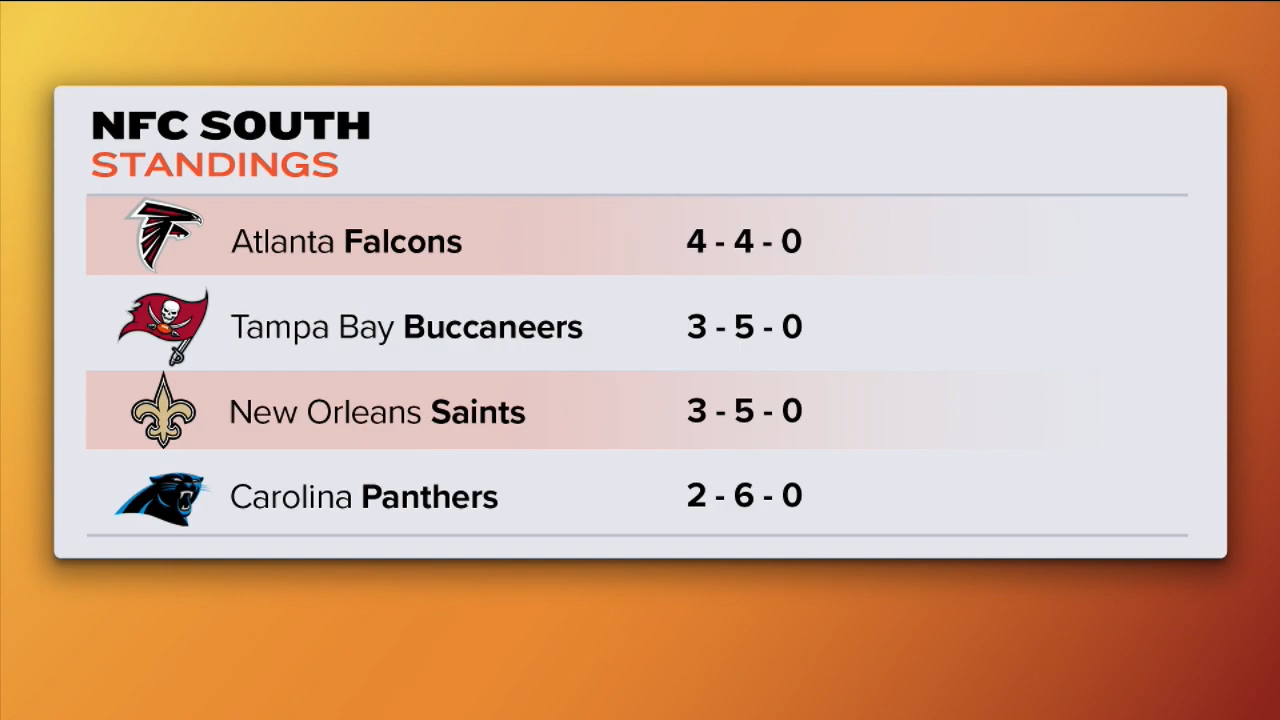 NFC SOUTH
STANDINGS
Atlanta Falcons 4 - 4 - 0
Tampa Bay Buccaneers 3 - 5 - 0
New Orleans Saints 3 - 5 - 0
Carolina Panthers 2 - 6 - 0